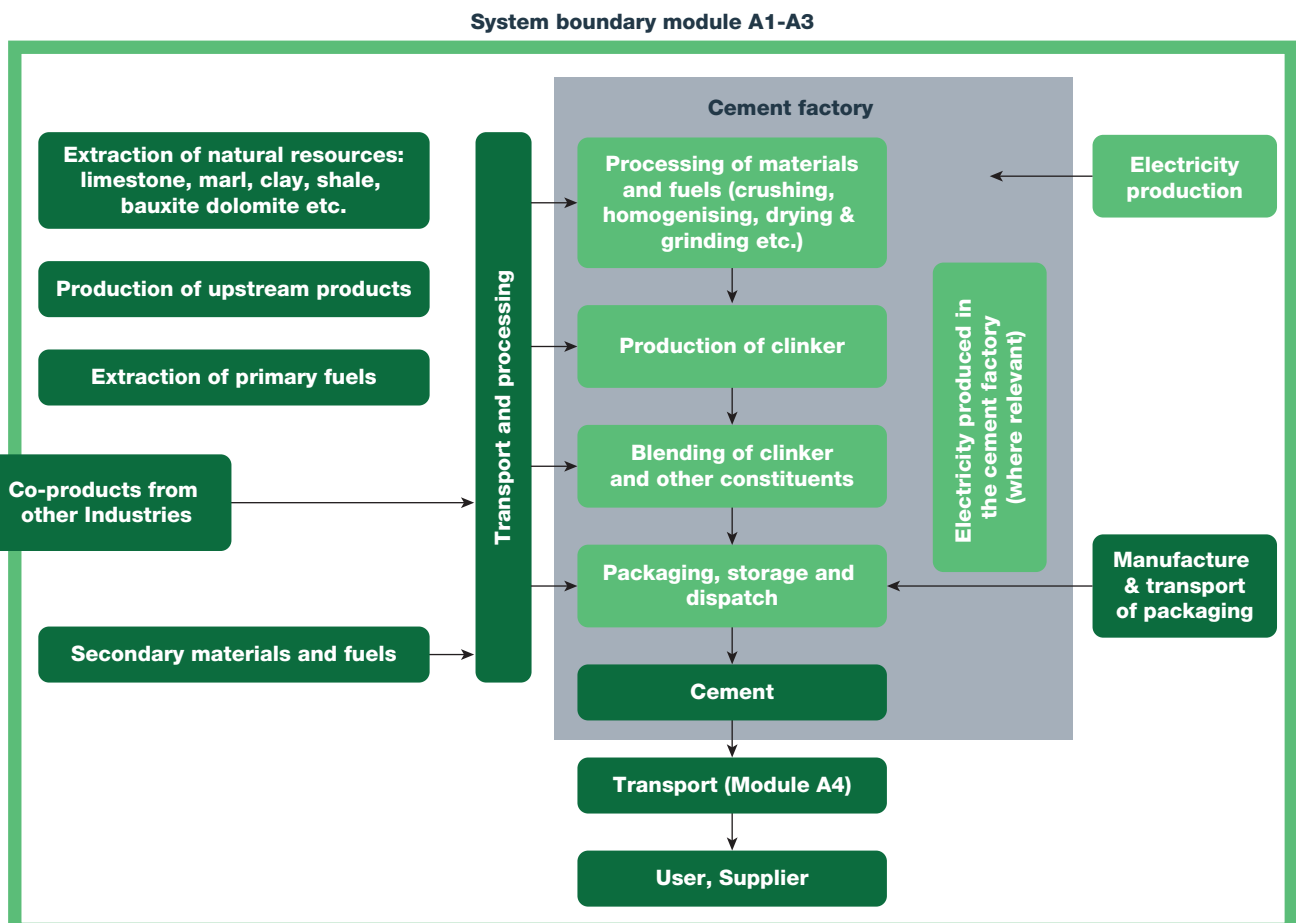 System boundary module A1-A3
Cement factory
Extraction of natural resources:
limestone, marl, clay, shale,
bauxite dolomite etc.
Production of upstream products
Extraction of primary fuels
Co-products from
other Industries
Secondary materials and fuels
Transport and processing
Processing of materials
and fuels (crushing,
homogenising, drying &
grinding etc.)
Production of clinker
Blending of clinker
and other constituents
Packaging, storage and
dispatch
Cement
Transport (Module A4)
User, Supplier
Electricity produced in
the cement factory
(where relevant)
Electricity
production
Manufacture
& transport
of packaging